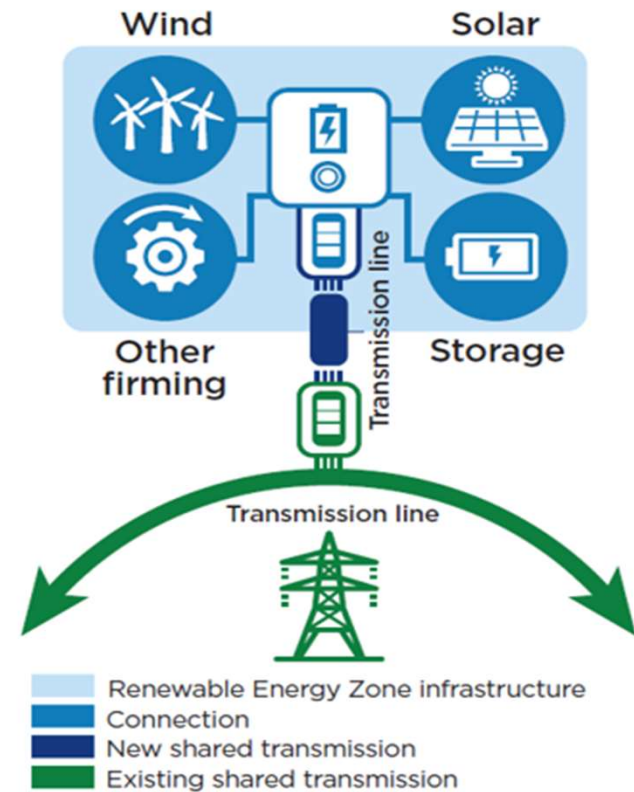 Wind
Solar
Other
firming
Storage
Transmission line
Transmission line
Renewable Energy Zone infrastructure
Connection
New shared transmission
Existing shared transmission